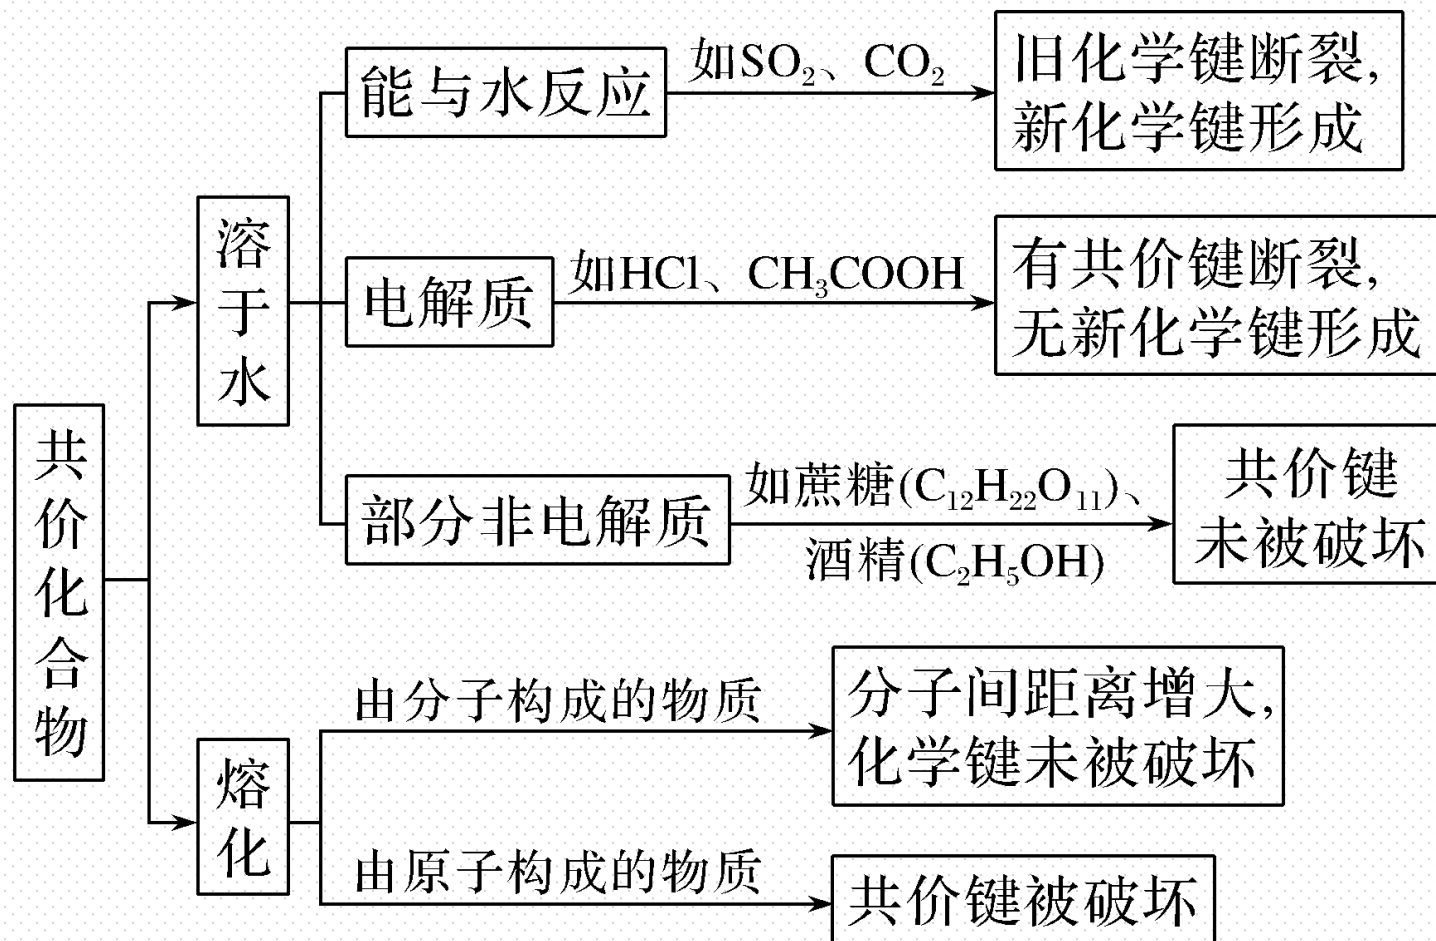 共价化合物
溶于水
能与水反应
如SO₂、CO₂
旧化学键断裂,
新化学键形成
电解质
如HCl、CH₃COOH
有共价键断裂,
无新化学键形成
部分非电解质
如蔗糖(C₁₂H₂₂O₁₁)、
酒精(C₂H₅OH)
共价键
未被破坏
熔化
由分子构成的物质
分子间距离增大,
化学键未被破坏
由原子构成的物质
共价键被破坏